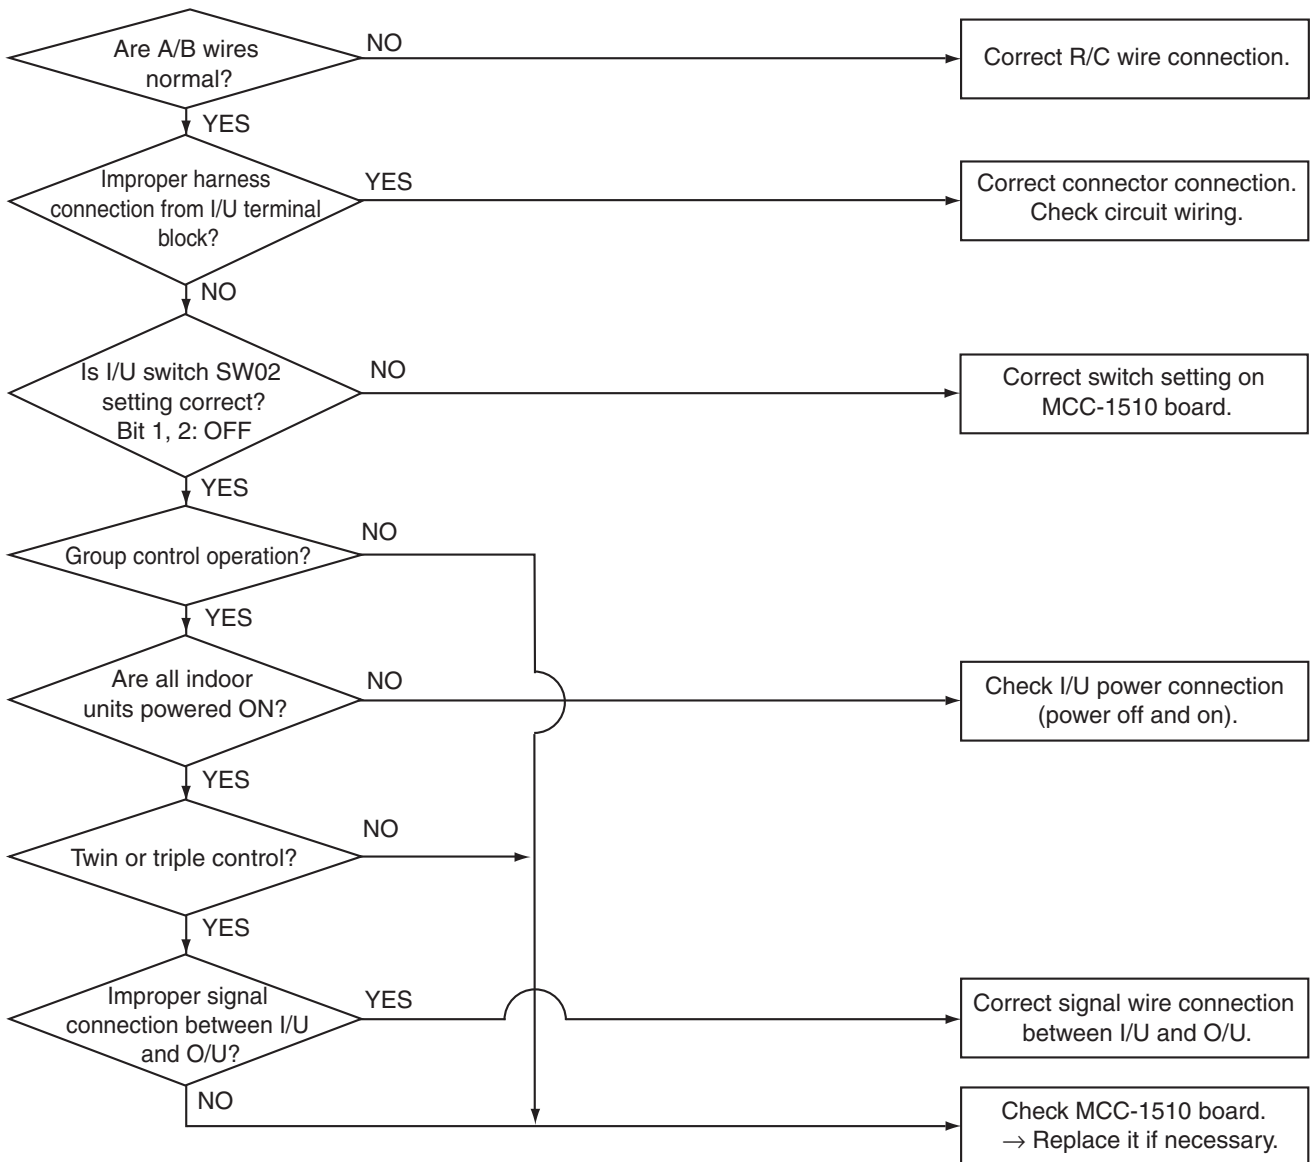 Are A/B wires
normal?
NO
Correct R/C wire connection.
YES
Improper harness
connection from I/U terminal
block?
YES
Correct connector connection.
Check circuit wiring.
NO
Is I/U switch SW02
setting correct?
Bit 1, 2: OFF
NO
Correct switch setting on
MCC-1510 board.
YES
Group control operation?
NO
YES
Are all indoor
units powered ON?
NO
Check I/U power connection
(power off and on).
YES
Twin or triple control?
NO
YES
Improper signal
connection between I/U
and O/U?
YES
Correct signal wire connection
between I/U and O/U.
NO
Check MCC-1510 board.
→ Replace it if necessary.